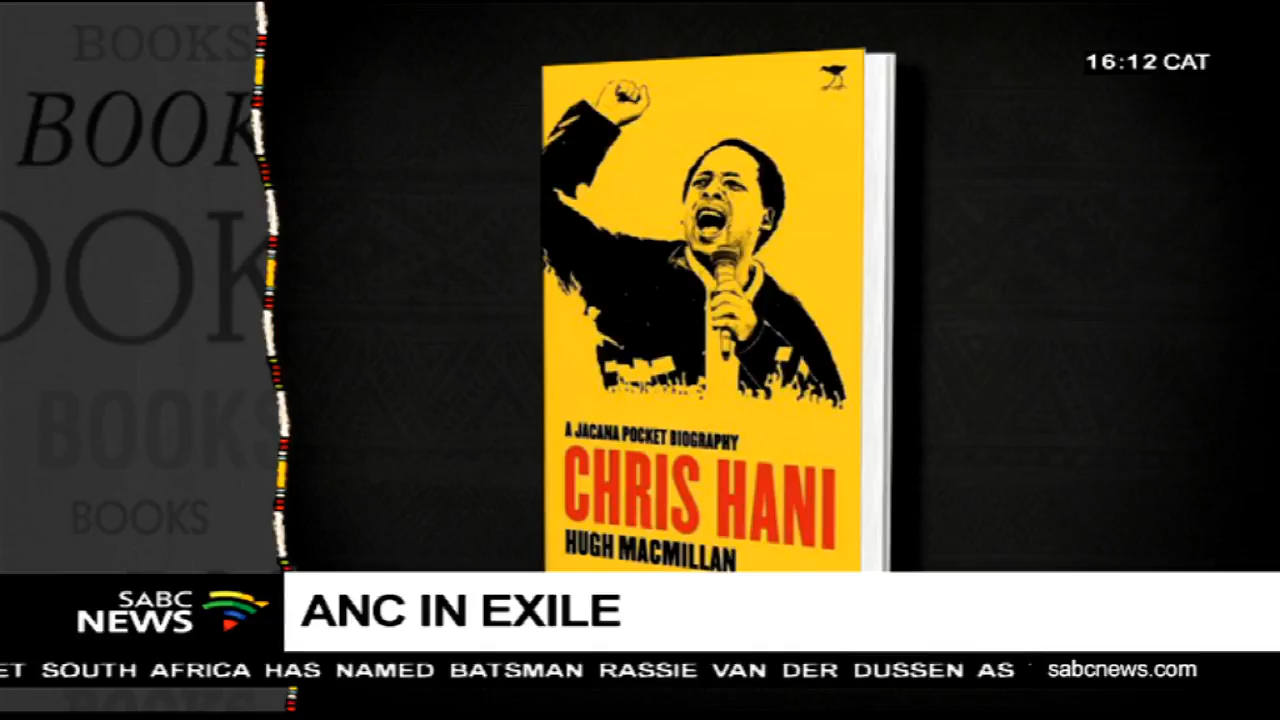 BOOKS
BOOK
OOK
BOOKS
BOOKS
16:12 CAT
A JACANA POCKET BIOGRAPHY
CHRIS HANI
HUGH MACMILLAN
SABC
NEWS
ANC IN EXILE
ET SOUTH AFRICA HAS NAMED BATSMAN RASSIE VAN DER DUSSEN AS
sabcnews.com